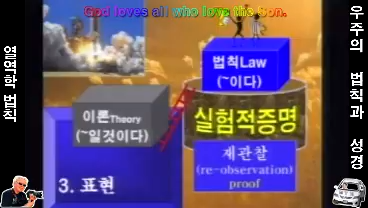 God loves all who love the Son.
열역학 법칙
우주의 법칙과 성경
법칙Law
(~이다)
이론Theory
(~일것이다)
실험적증명
재관찰
(re-observation)
proof
3. 표현